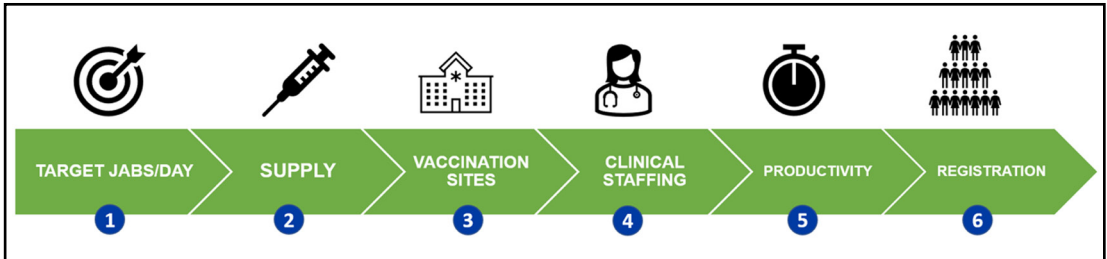 TARGET JABS/DAY
SUPPLY
VACCINATION
SITES
CLINICAL
STAFFING
PRODUCTIVITY
REGISTRATION
1
2
3
4
5
6